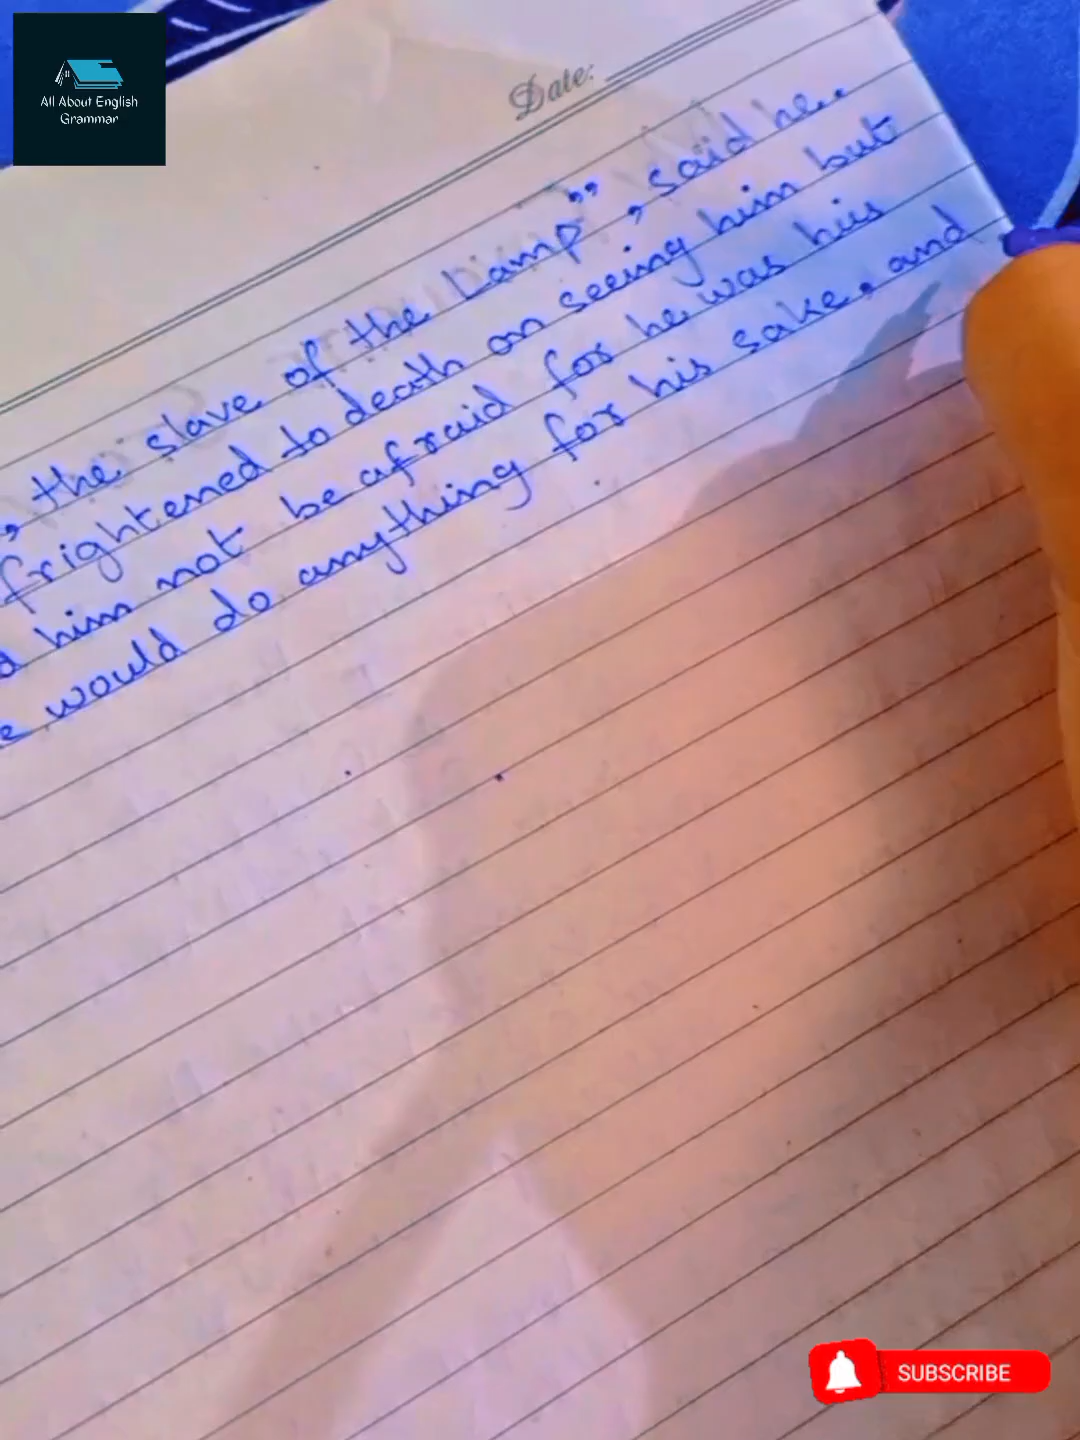 All About English
Grammar
Date:
, the slave of the Lamp", said he..
frightened to death on seeing him but
him not be afraid for he was his
would do anything for his sake. and
SUBSCRIBE